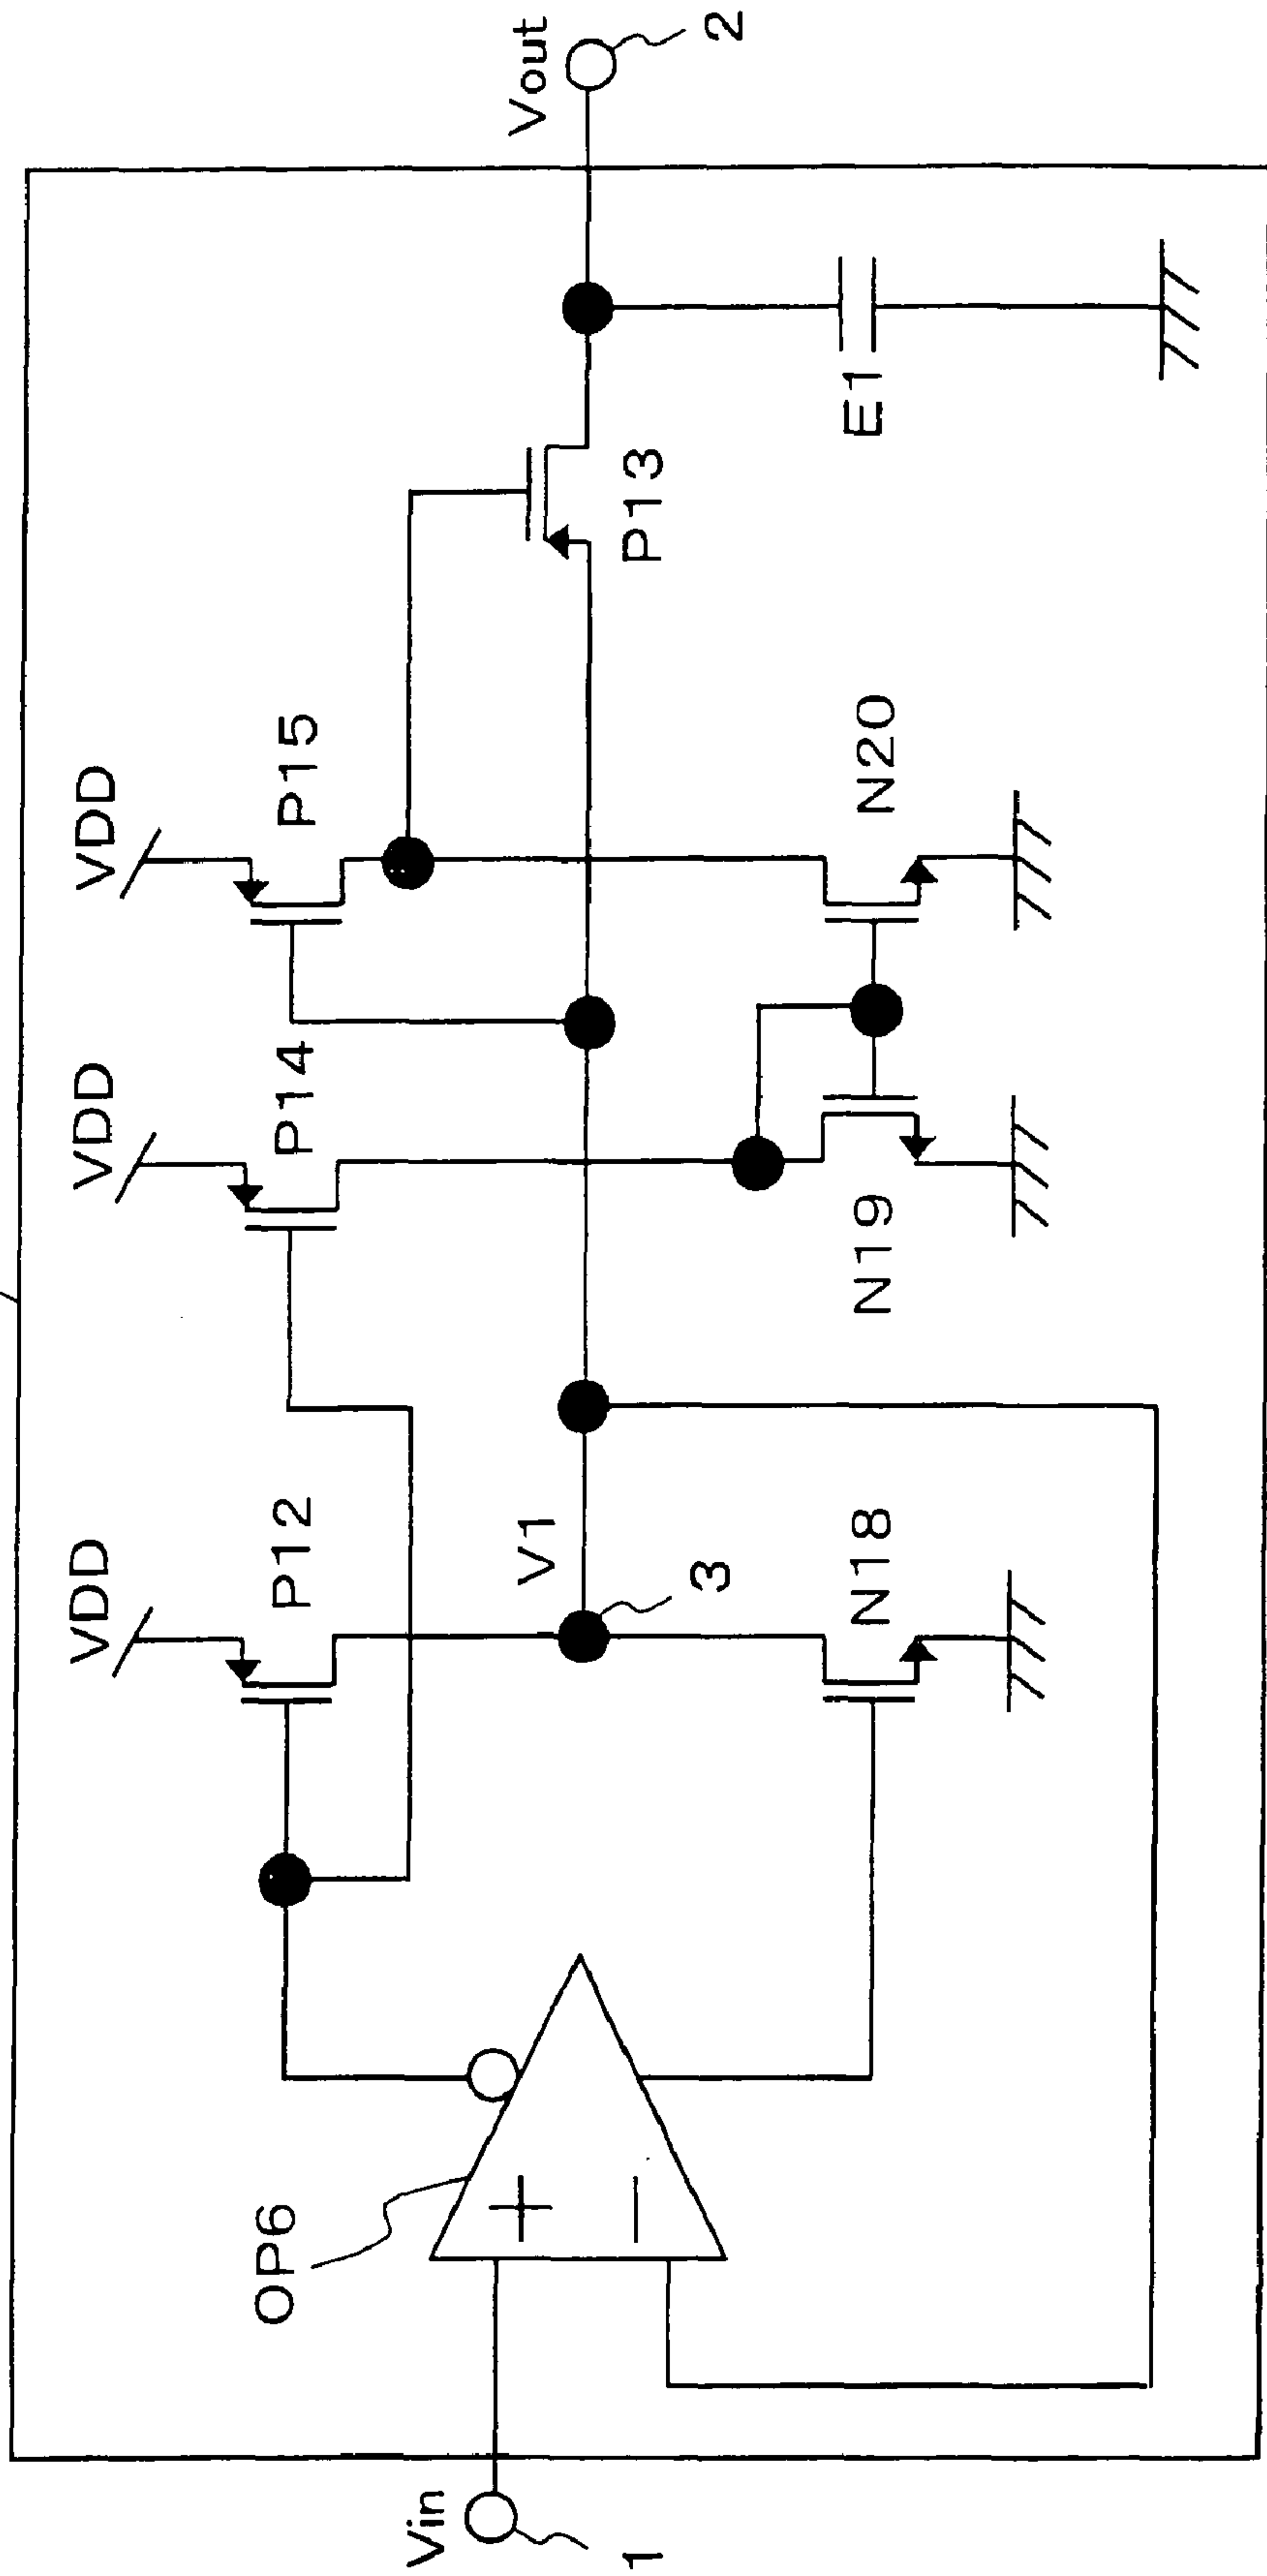 VDD
VDD
VDD
P12
P14
P15
OP6
+
−
Vin
1
V1
3
P13
Vout
2
N18
N19
N20
E1